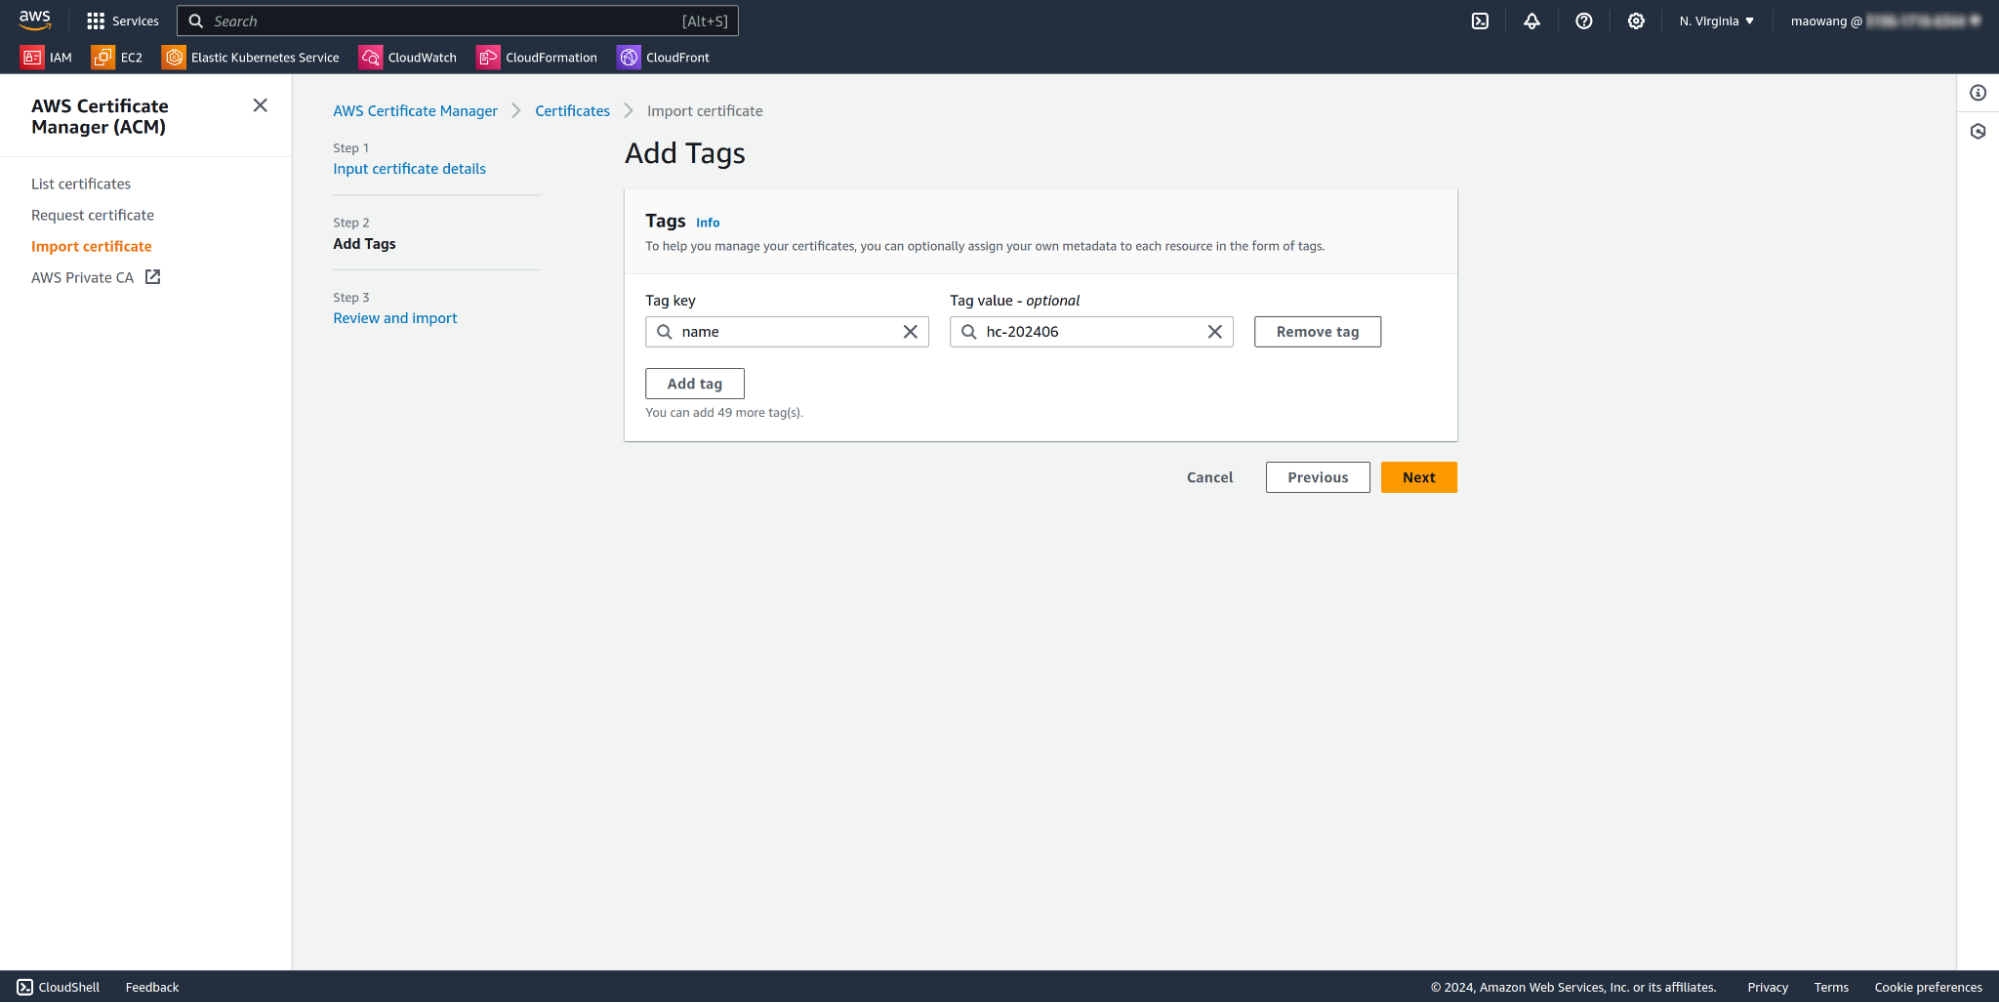 aws
Services
Search [Alt+S]
N. Virginia
maowang @
IAM
EC2
Elastic Kubernetes Service
CloudWatch
CloudFormation
CloudFront
AWS Certificate
Manager (ACM)
List certificates
Request certificate
Import certificate
AWS Private CA
AWS Certificate Manager
Certificates
Import certificate
Step 1
Input certificate details
Step 2
Add Tags
Step 3
Review and import
Add Tags
Tags Info
To help you manage your certificates, you can optionally assign your own metadata to each resource in the form of tags.
Tag key
name
Tag value - optional
hc-202406
Remove tag
Add tag
You can add 49 more tag(s).
Cancel
Previous
Next
CloudShell
Feedback
© 2024, Amazon Web Services, Inc. or its affiliates.
Privacy
Terms
Cookie preferences